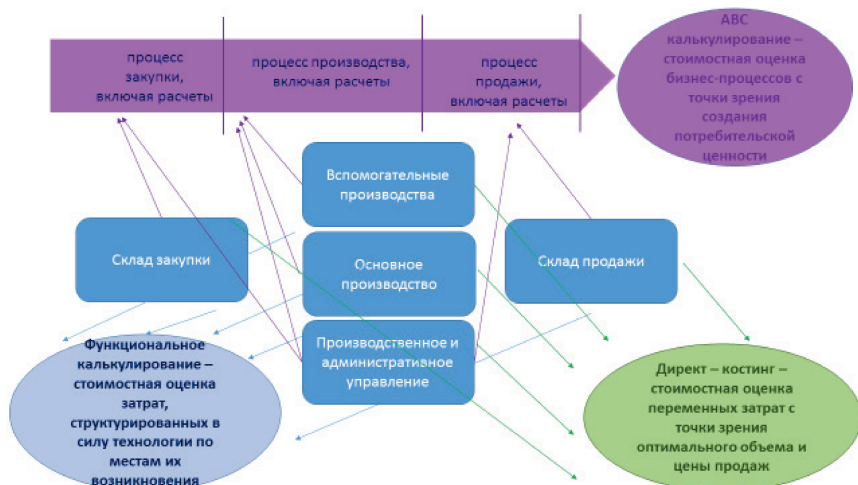 процесс
закупки,
включая расчеты
процесс производства,
включая расчеты
процесс
продажи,
включая расчеты
АВС
калькулирование –
стоимостная оценка
бизнес-процессов с
точки зрения
создания
потребительской
ценности
Вспомогательные
производства
Склад закупки
Основное
производство
Склад продажи
Производственное и
административное
управление
Функциональное
калькулирование –
стоимостная оценка
затрат,
структурированных в
силу технологии по
местам их
возникновения
Директ – костинг –
стоимостная оценка
переменных затрат с
точки зрения
оптимального объема и
цены продаж